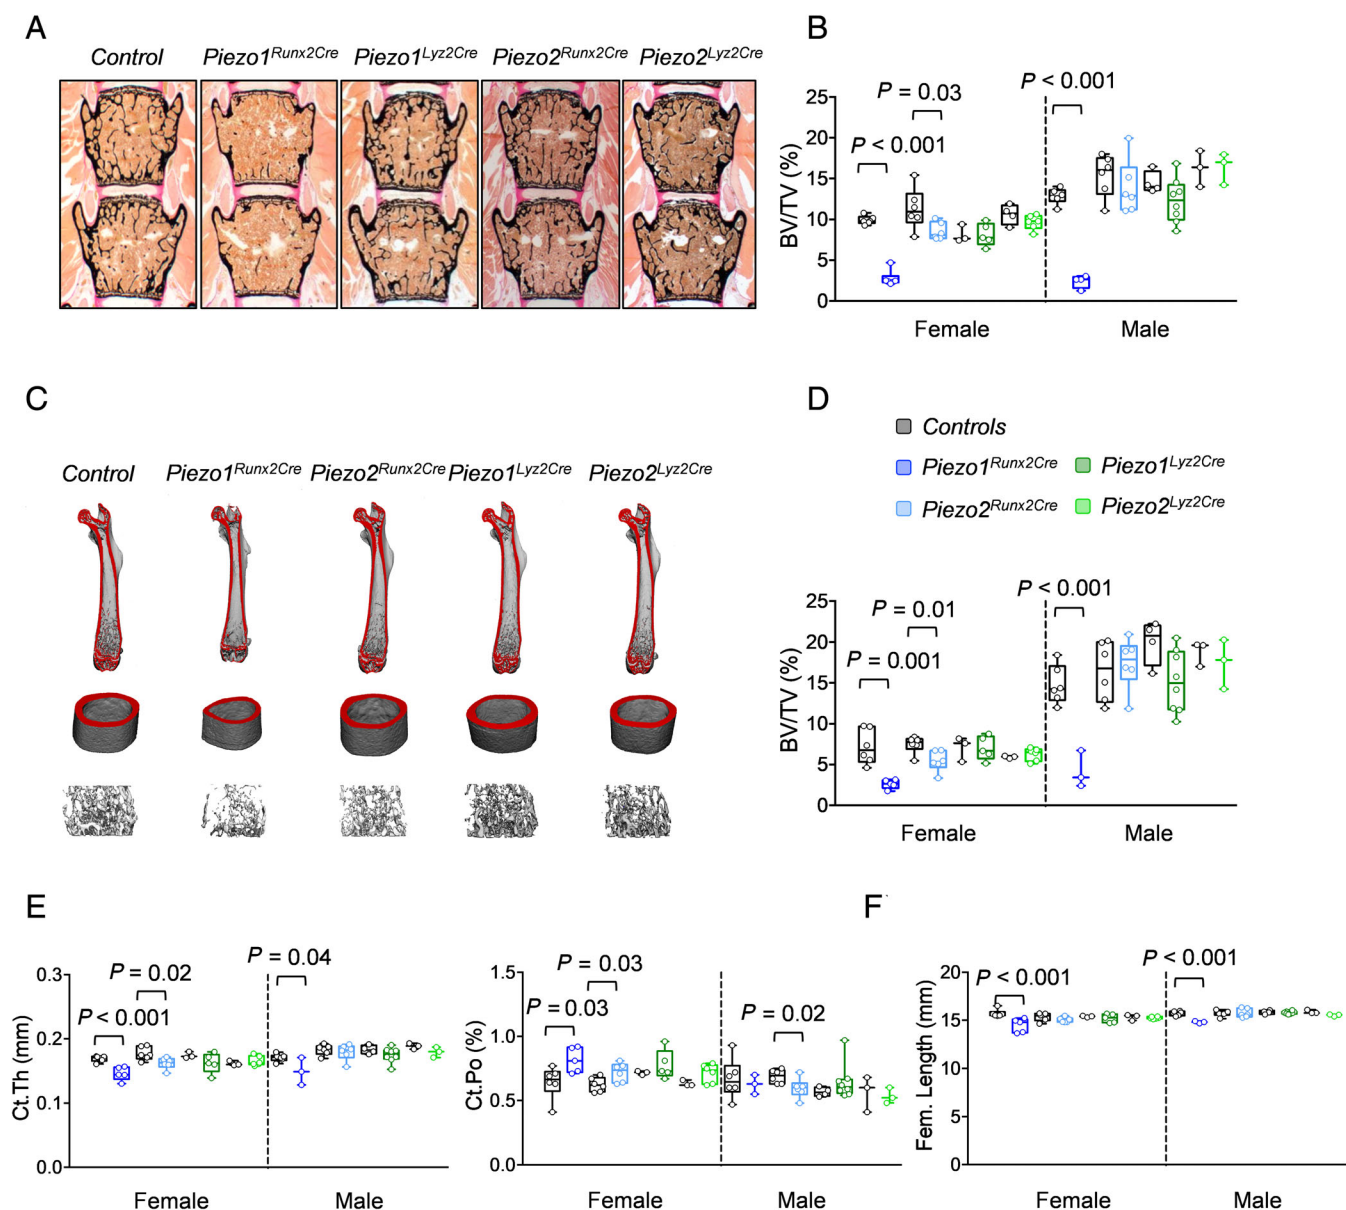 A
Control Piezo1Runx2Cre Piezo1Lyz2Cre Piezo2Runx2Cre Piezo2Lyz2Cre
B
P < 0.001
P = 0.03
P < 0.001
BV/TV (%)
25
20
15
10
5
0
Female Male
C
Control Piezo1Runx2Cre Piezo2Runx2Cre Piezo1Lyz2Cre Piezo2Lyz2Cre
D
Controls
Piezo1Runx2Cre Piezo1Lyz2Cre
Piezo2Runx2Cre Piezo2Lyz2Cre
P < 0.001
P = 0.01
P = 0.001
BV/TV (%)
25
20
15
10
5
0
Female Male
E
P = 0.04
P = 0.02
P < 0.001
Ct.Th (mm)
0.3
0.2
0.1
0.0
Female Male
P = 0.03
P = 0.03
P = 0.02
Ct.Po (%)
1.5
1.0
0.5
0.0
Female Male
F
P < 0.001
P < 0.001
Fem. Length (mm)
20
15
10
5
0
Female Male